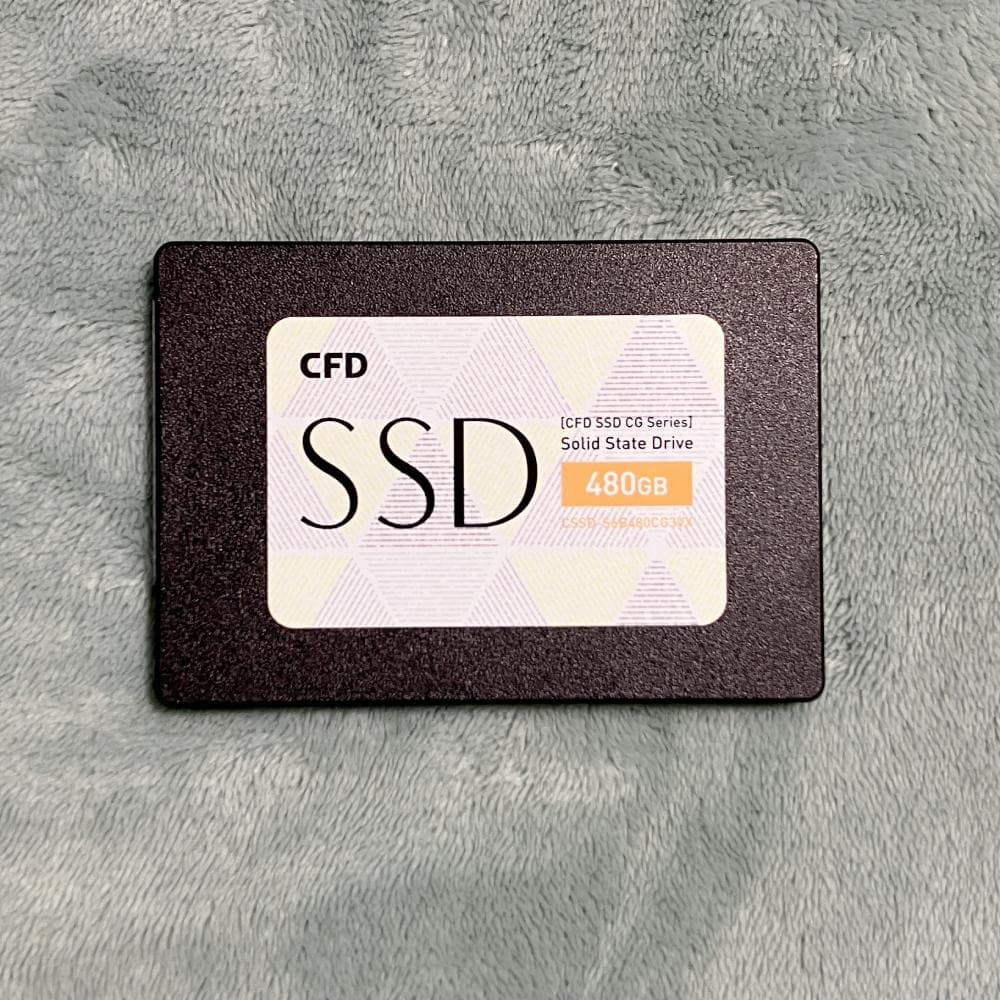 CFD
SSD
[CFD SSD CG Series]
Solid State Drive
480GB
CSSD-S6B480CG3VX